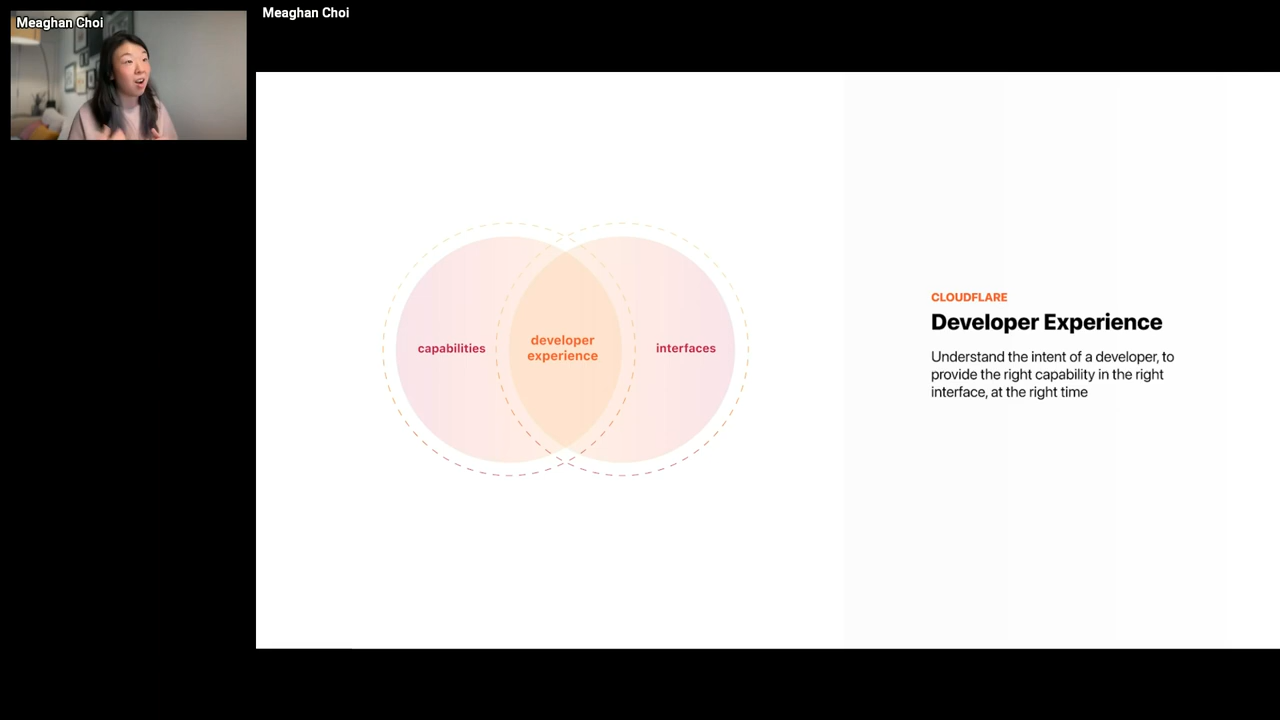 Meaghan Choi
Meaghan Choi
capabilities
developer
experience
interfaces
CLOUDFLARE
Developer Experience
Understand the intent of a developer, to
provide the right capability in the right
interface, at the right time